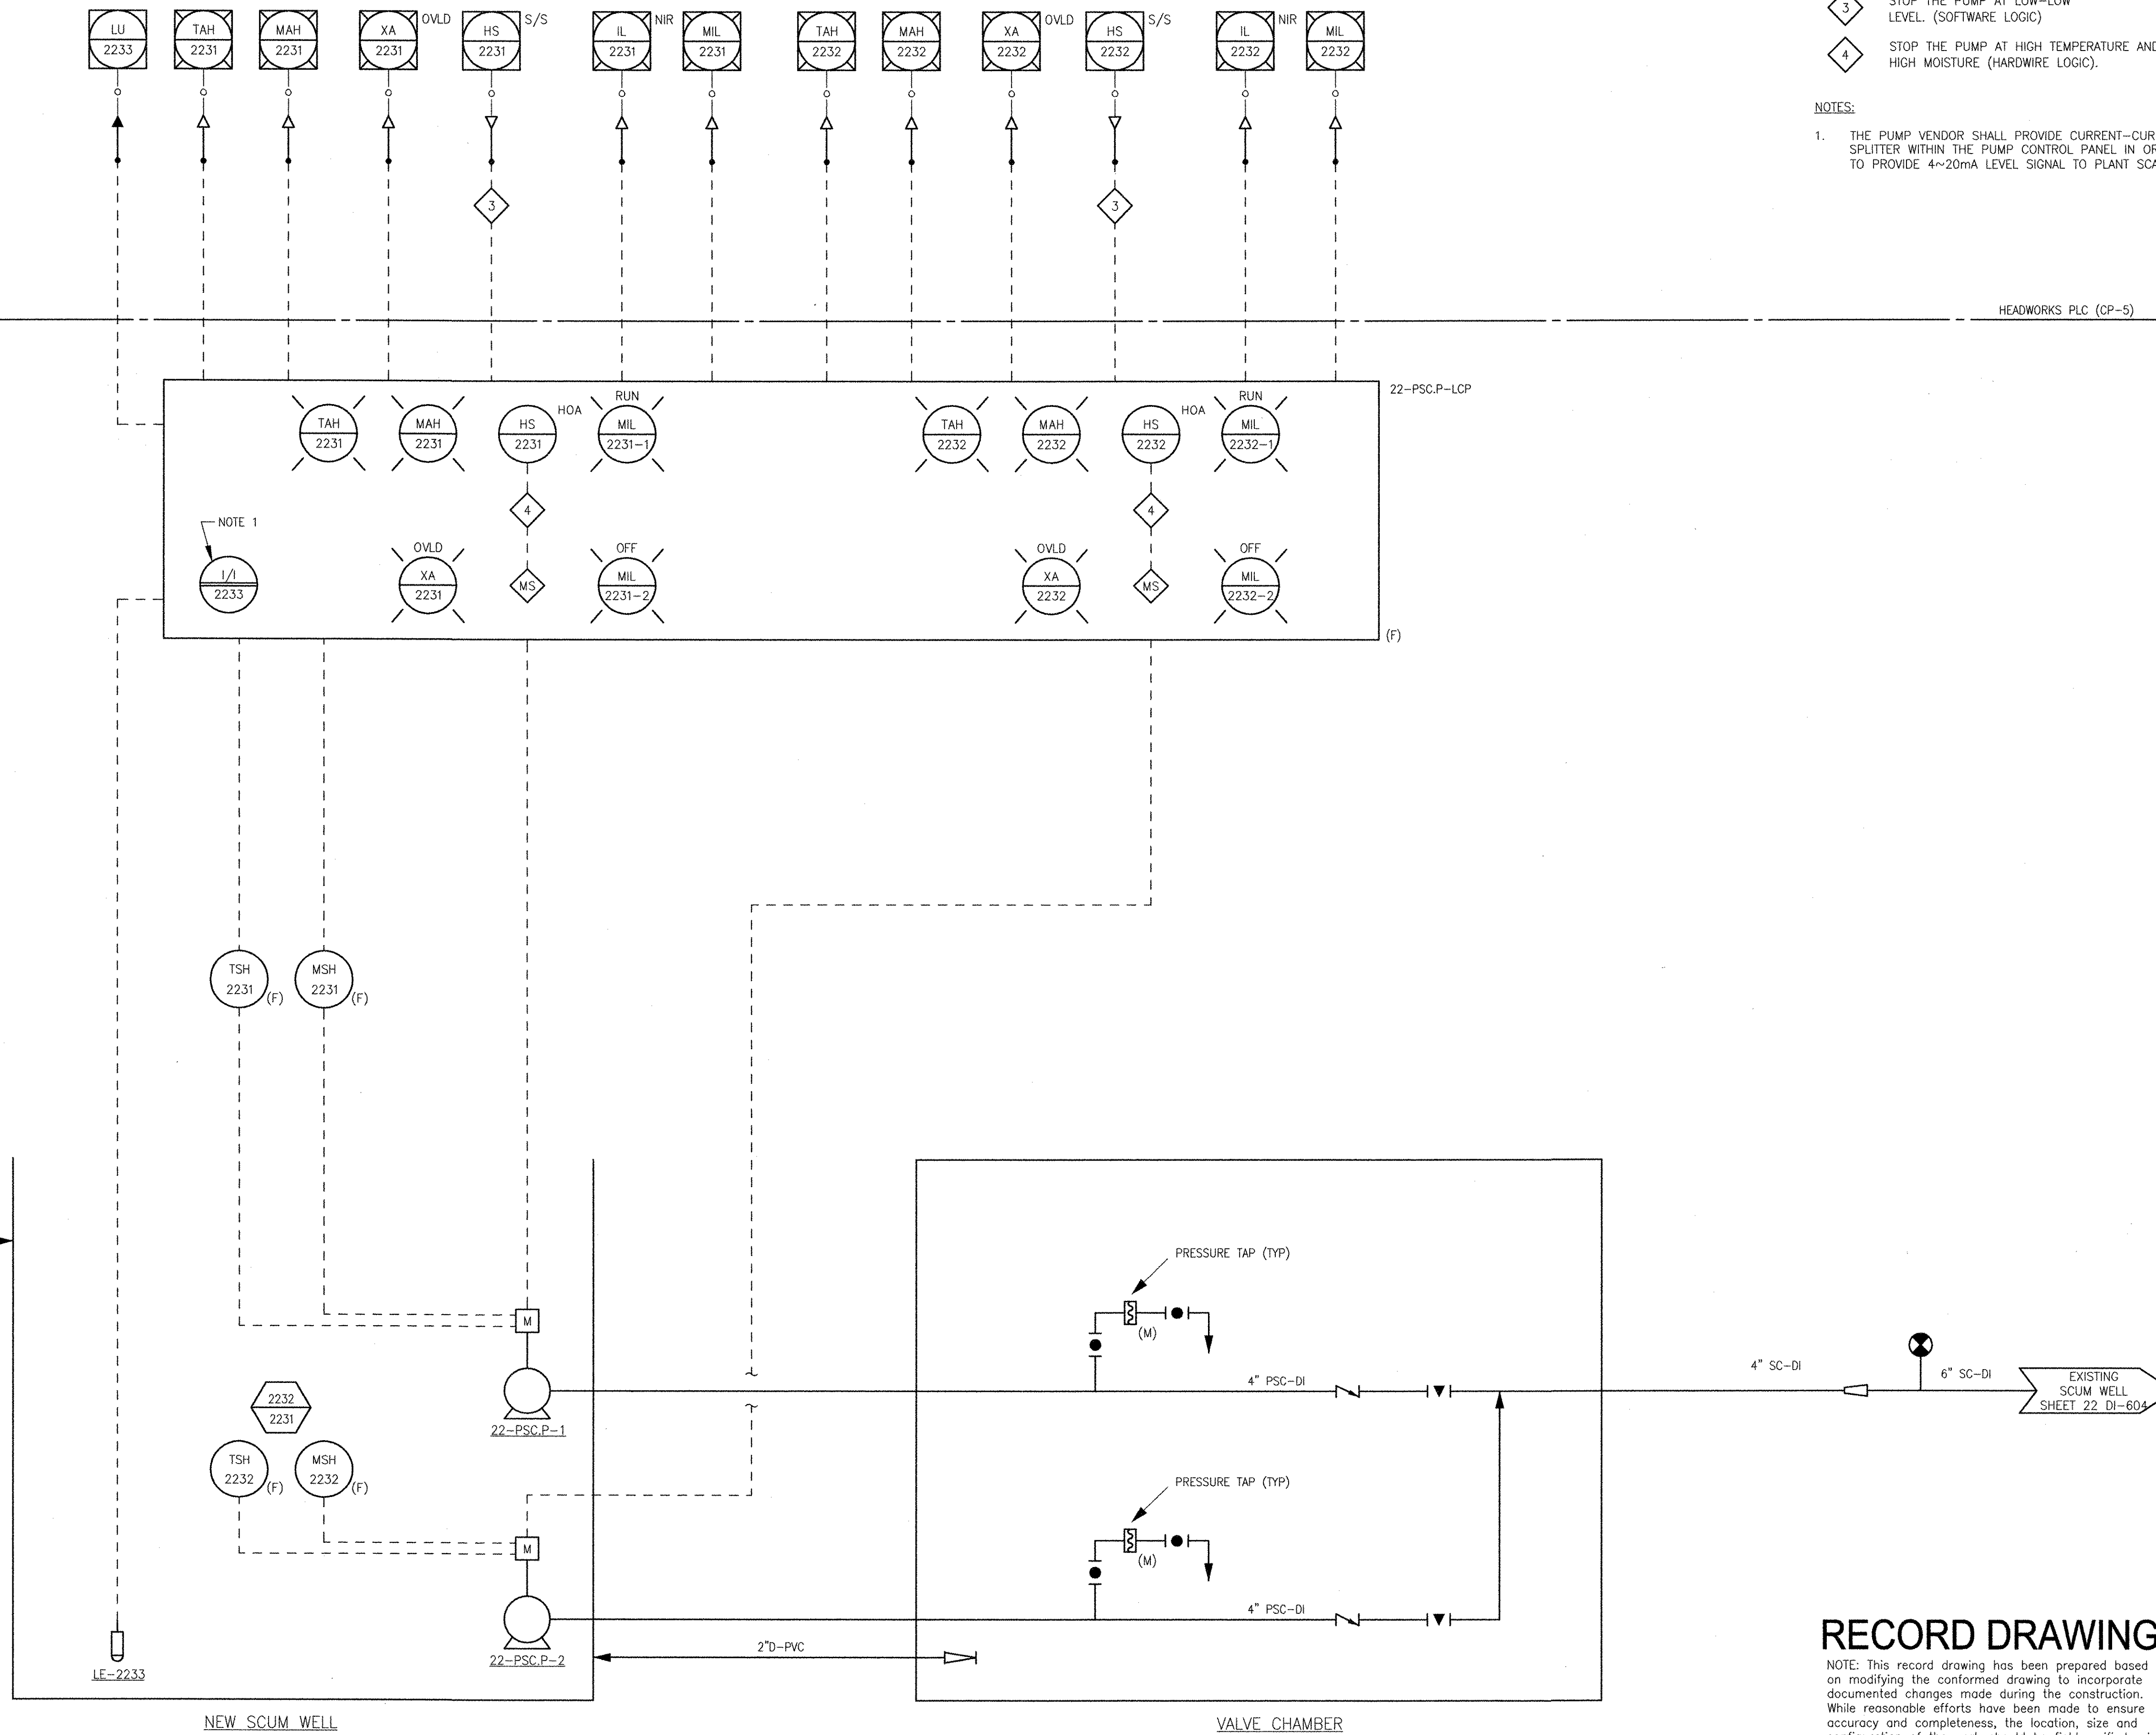 LU
2233
TAH
2231
MAH
2231
XA
2231
OVLD
HS
2231
S/S
IL
2231
NIR
MIL
2231
TAH
2232
MAH
2232
XA
2232
OVLD
HS
2232
S/S
IL
2232
NIR
MIL
2232
3
STOP THE PUMP AT LOW-LOW
LEVEL. (SOFTWARE LOGIC)
4
STOP THE PUMP AT HIGH TEMPERATURE AND
HIGH MOISTURE (HARDWIRE LOGIC).
NOTES:
1. THE PUMP VENDOR SHALL PROVIDE CURRENT-CUR
SPLITTER WITHIN THE PUMP CONTROL PANEL IN OR
TO PROVIDE 4~20mA LEVEL SIGNAL TO PLANT SCA
3
3
HEADWORKS PLC (CP-5)
22-PSC.P-LCP
TAH
2231
MAH
2231
HS
2231
HOA
RUN
MIL
2231-1
TAH
2232
MAH
2232
HS
2232
HOA
RUN
MIL
2232-1
4
4
NOTE 1
I/I
2233
OVLD
XA
2231
MS
OFF
MIL
2231-2
OVLD
XA
2232
MS
OFF
MIL
2232-2
(F)
TSH
2231
(F)
MSH
2231
(F)
M
22-PSC.P-1
2232
2231
TSH
2232
(F)
MSH
2232
(F)
M
22-PSC.P-2
LE-2233
NEW SCUM WELL
PRESSURE TAP (TYP)
(M)
4" PSC-DI
PRESSURE TAP (TYP)
(M)
4" PSC-DI
2"D-PVC
VALVE CHAMBER
4" SC-DI
6" SC-DI
EXISTING
SCUM WELL
SHEET 22 DI-604
RECORD DRAWING
NOTE: This record drawing has been prepared based
on modifying the conformed drawing to incorporate
documented changes made during the construction.
While reasonable efforts have been made to ensure
accuracy and completeness, the location, size and